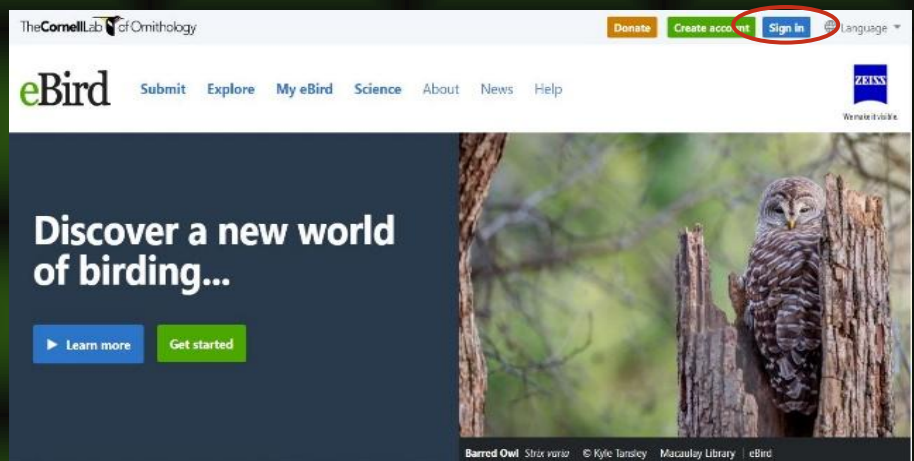 TheCornellLab of Ornithology
Donate
Create account
Sign in
Language
eBird
Submit Explore My eBird Science About News Help
ZEISS
We make it visible.
Discover a new world
of birding...
Learn more
Get started
Barred Owl Strix varia © Kyle Tansley Macaulay Library | eBird